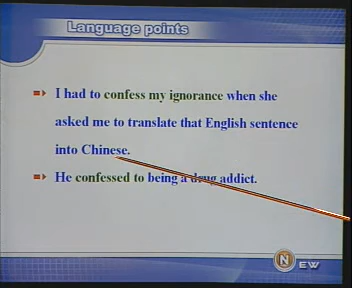 Language points
I had to confess my ignorance when she
asked me to translate that English sentence
into Chinese.
He confessed to being a drug addict.
NEW